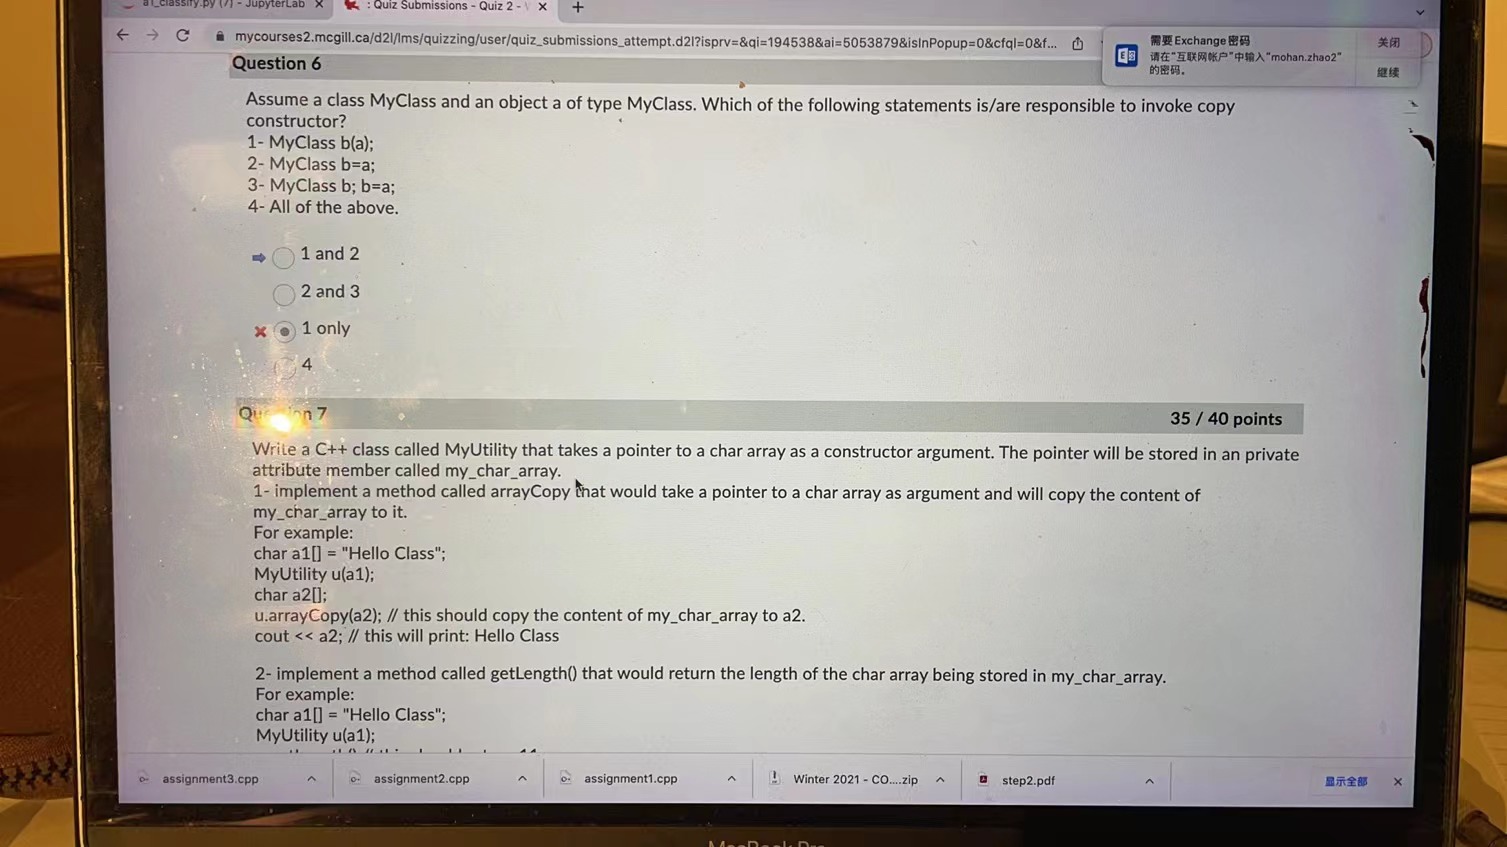 a1_classify.py (7) - JupyterLab
: Quiz Submissions - Quiz 2 -
mycourses2.mcgill.ca/d2l/lms/quizzing/user/quiz_submissions_attempt.d2l?isprv=&qi=194538&ai=5053879&isInPopup=0&cfql=0&f...
需要Exchange密码
请在"互联网帐户"中输入"mohan.zhao2"
的密码。
关闭
继续
Question 6
Assume a class MyClass and an object a of type MyClass. Which of the following statements is/are responsible to invoke copy
constructor?
1- MyClass b(a);
2- MyClass b=a;
3- MyClass b; b=a;
4- All of the above.
1 and 2
2 and 3
1 only
4
Question 7
35 / 40 points
Write a C++ class called MyUtility that takes a pointer to a char array as a constructor argument. The pointer will be stored in an private
attribute member called my_char_array.
1- implement a method called arrayCopy that would take a pointer to a char array as argument and will copy the content of
my_char_array to it.
For example:
char a1[] = "Hello Class";
MyUtility u(a1);
char a2[];
u.arrayCopy(a2); // this should copy the content of my_char_array to a2.
cout << a2; // this will print: Hello Class
2- implement a method called getLength() that would return the length of the char array being stored in my_char_array.
For example:
char a1[] = "Hello Class";
MyUtility u(a1);
assignment3.cpp
assignment2.cpp
assignment1.cpp
Winter 2021 - CO....zip
step2.pdf
显示全部
MacBook Pro